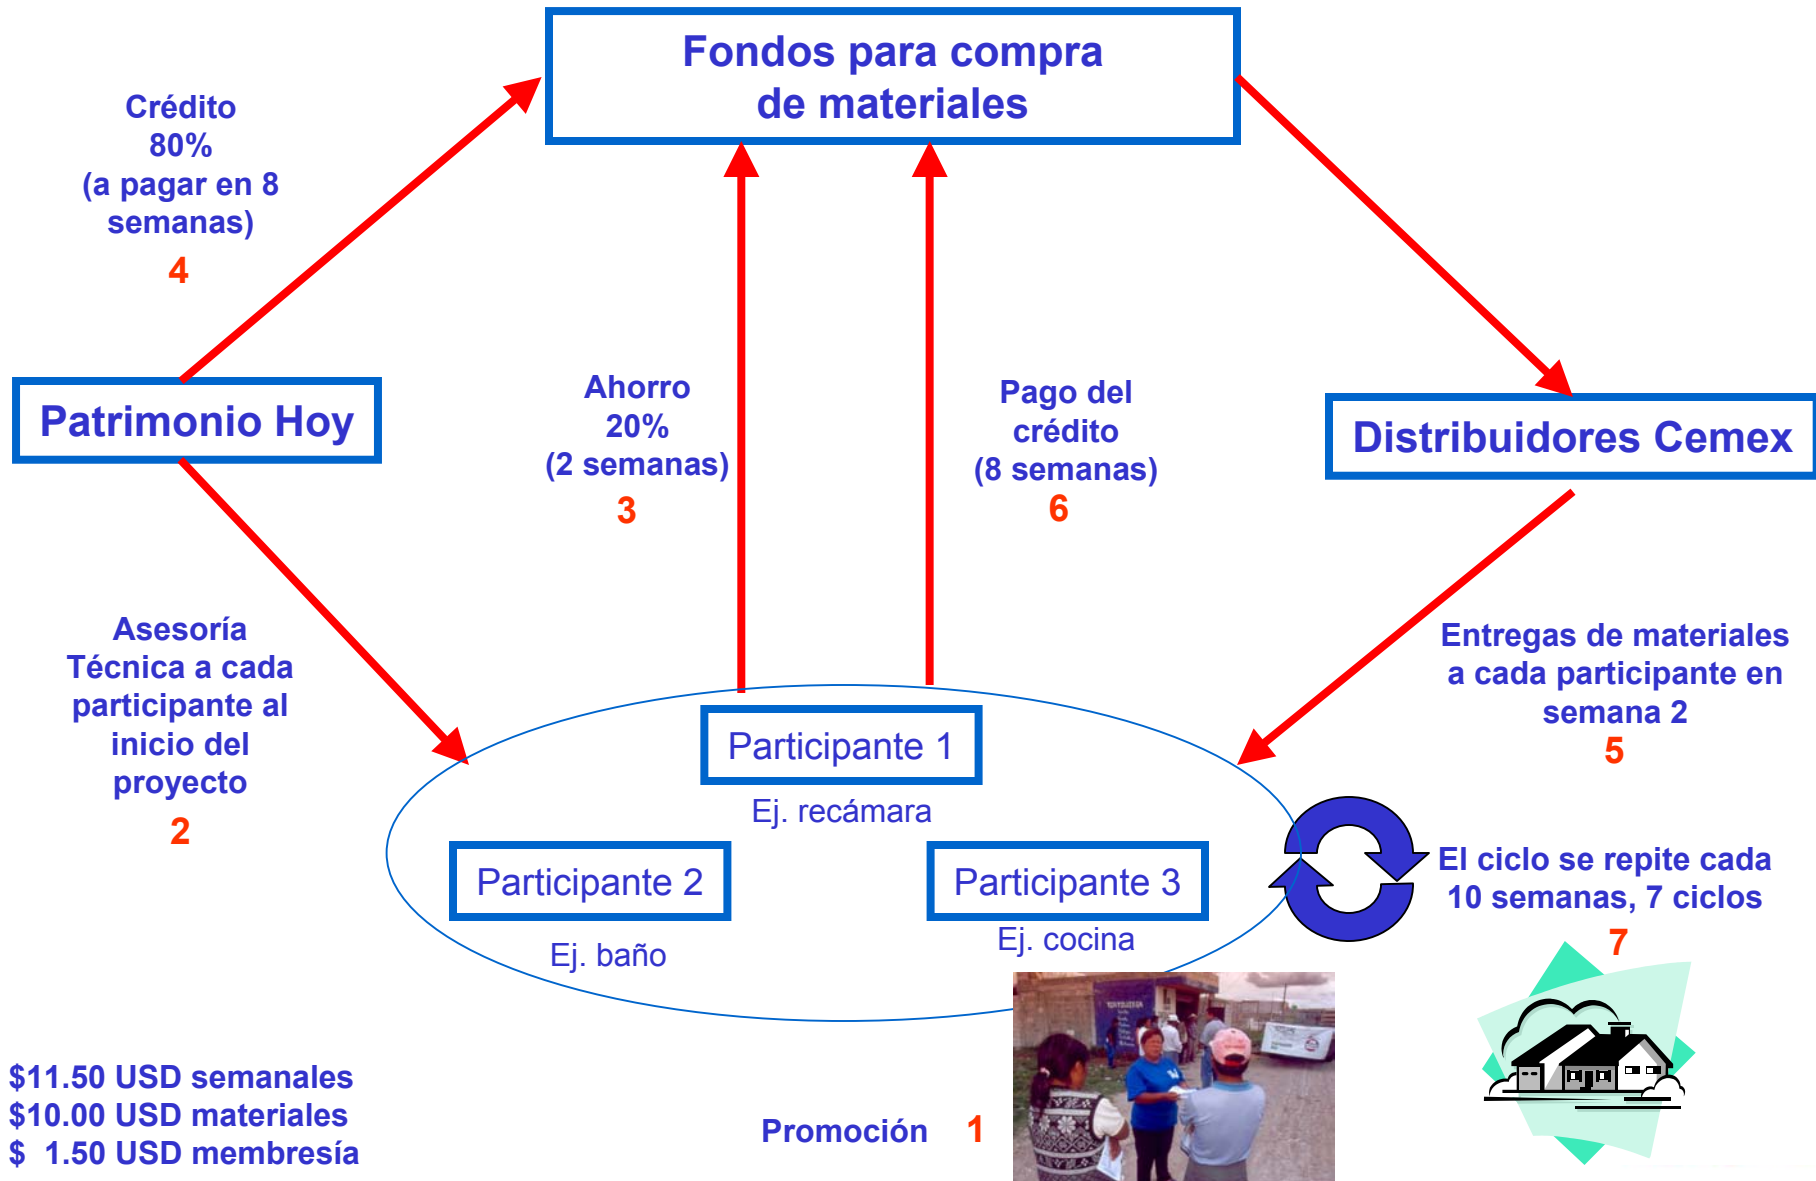 Fondos para compra
de materiales
Crédito
80%
(a pagar en 8
semanas)
4
Patrimonio Hoy
Ahorro
20%
(2 semanas)
3
Pago del
crédito
(8 semanas)
6
Distribuidores Cemex
Asesoría
Técnica a cada
participante al
inicio del
proyecto
2
Entregas de materiales
a cada participante en
semana 2
5
Participante 1
Ej. recámara
Participante 2
Ej. baño
Participante 3
Ej. cocina
El ciclo se repite cada
10 semanas, 7 ciclos
7
$11.50 USD semanales
$10.00 USD materiales
$ 1.50 USD membresía
Promoción 1